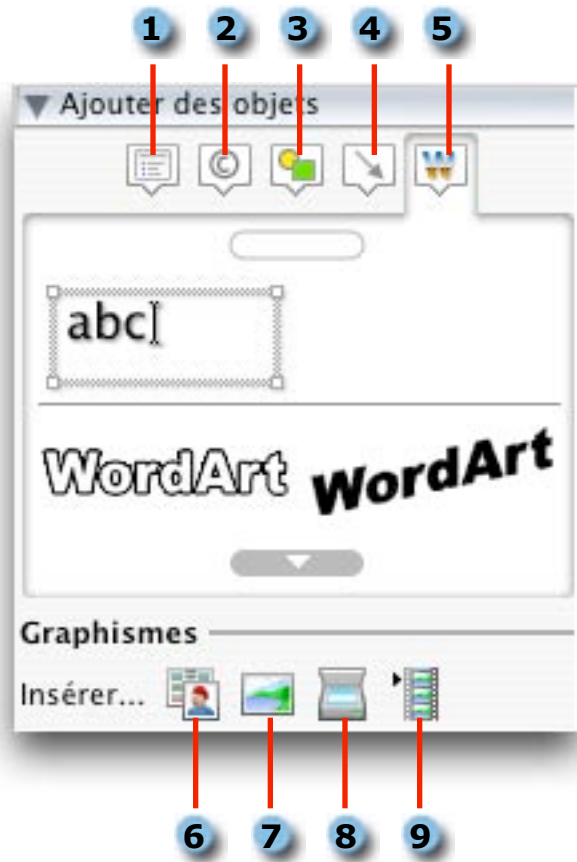 1 2 3 4 5
Ajouter des objets
©
abc
WordArt WordArt
Graphismes
Insérer...
6 7 8 9